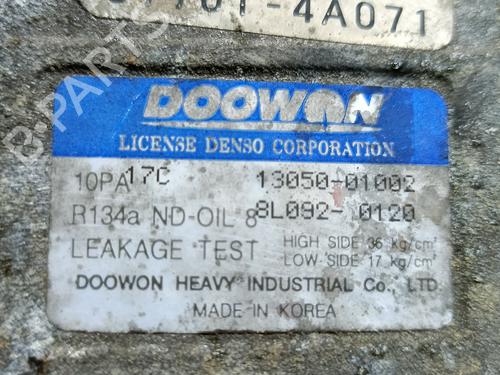 97701-4A071
DOOWON
LICENSE DENSO CORPORATION
10PA17C 13050-01002
R134a ND-OIL 8 8L092-0120
LEAKAGE TEST HIGH SIDE 36 kg/cm²
LOW SIDE 17 kg/cm²
DOOWON HEAVY INDUSTRIAL Co., LTD
MADE IN KOREA
B-PARTS